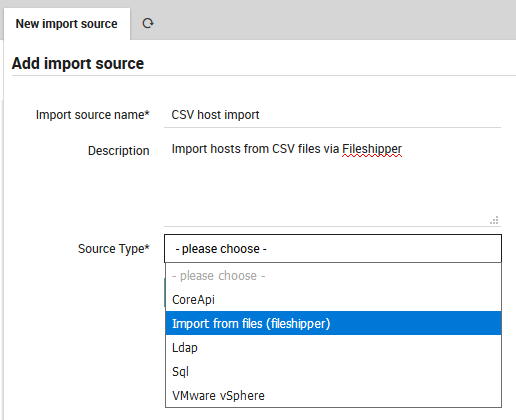 New import source
Add import source
Import source name* CSV host import
Description Import hosts from CSV files via Fileshipper
Source Type* - please choose -
- please choose -
CoreApi
Import from files (fileshipper)
Ldap
Sql
VMware vSphere